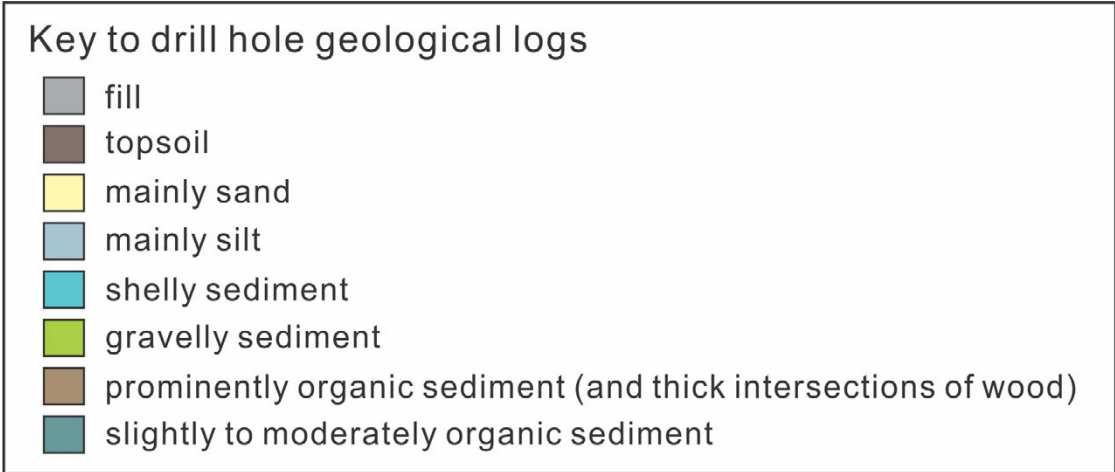 Key to drill hole geological logs
fill
topsoil
mainly sand
mainly silt
shelly sediment
gravelly sediment
prominently organic sediment (and thick intersections of wood)
slightly to moderately organic sediment